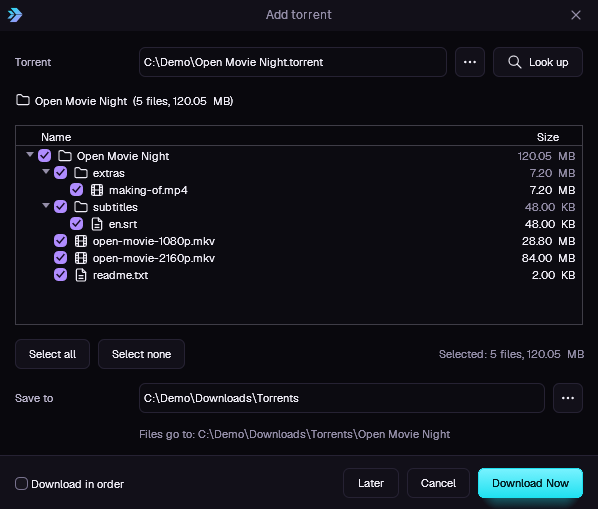 Add torrent
Torrent C:\Demo\Open Movie Night.torrent ... Look up
Open Movie Night (5 files, 120.05 MB)
Name Size
Open Movie Night 120.05 MB
extras 7.20 MB
making-of.mp4 7.20 MB
subtitles 48.00 KB
en.srt 48.00 KB
open-movie-1080p.mkv 28.80 MB
open-movie-2160p.mkv 84.00 MB
readme.txt 2.00 KB
Select all Select none Selected: 5 files, 120.05 MB
Save to C:\Demo\Downloads\Torrents ...
Files go to: C:\Demo\Downloads\Torrents\Open Movie Night
Download in order Later Cancel Download Now